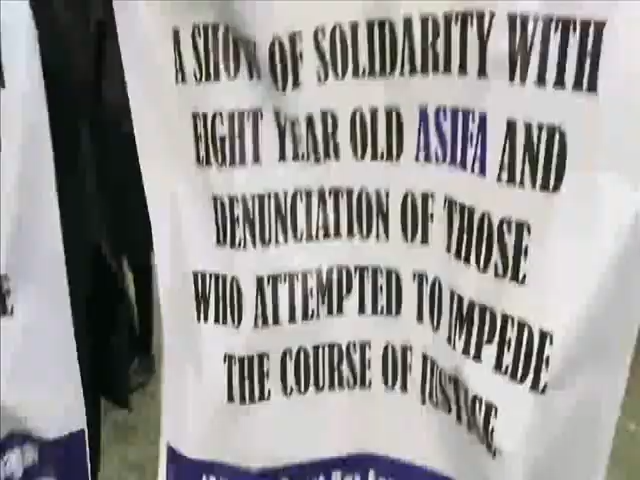 A SHOW OF SOLIDARITY WITH
EIGHT YEAR OLD ASIFA AND
DENUNCIATION OF THOSE
WHO ATTEMPTED TO IMPEDE
THE COURSE OF JUSTICE